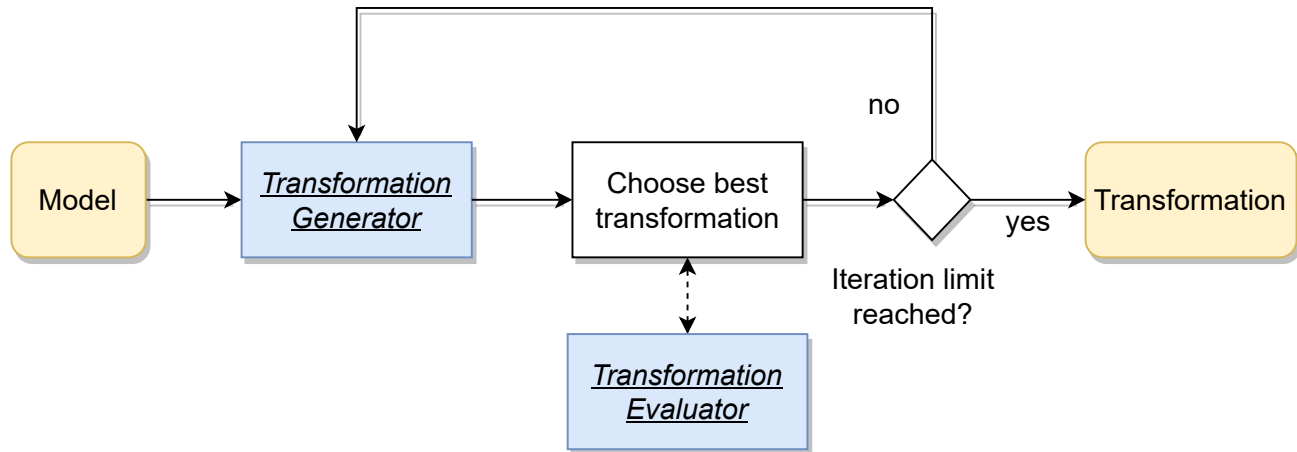 Model
Transformation
Generator
Choose best
transformation
no
yes
Iteration limit
reached?
Transformation
Transformation
Evaluator